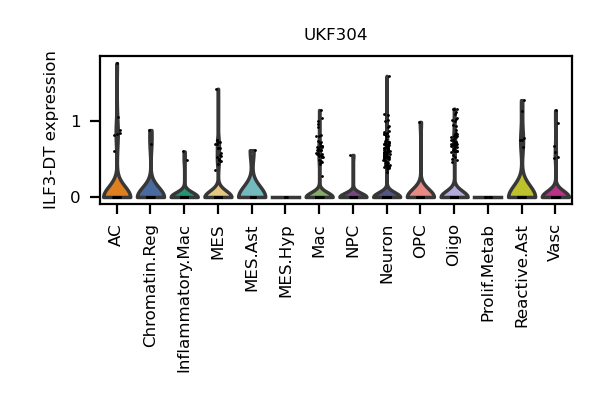 UKF304
ILF3-DT expression
1
0
AC
Chromatin.Reg
Inflammatory.Mac
MES
MES.Ast
MES.Hyp
Mac
NPC
Neuron
OPC
Oligo
Prolif.Metab
Reactive.Ast
Vasc